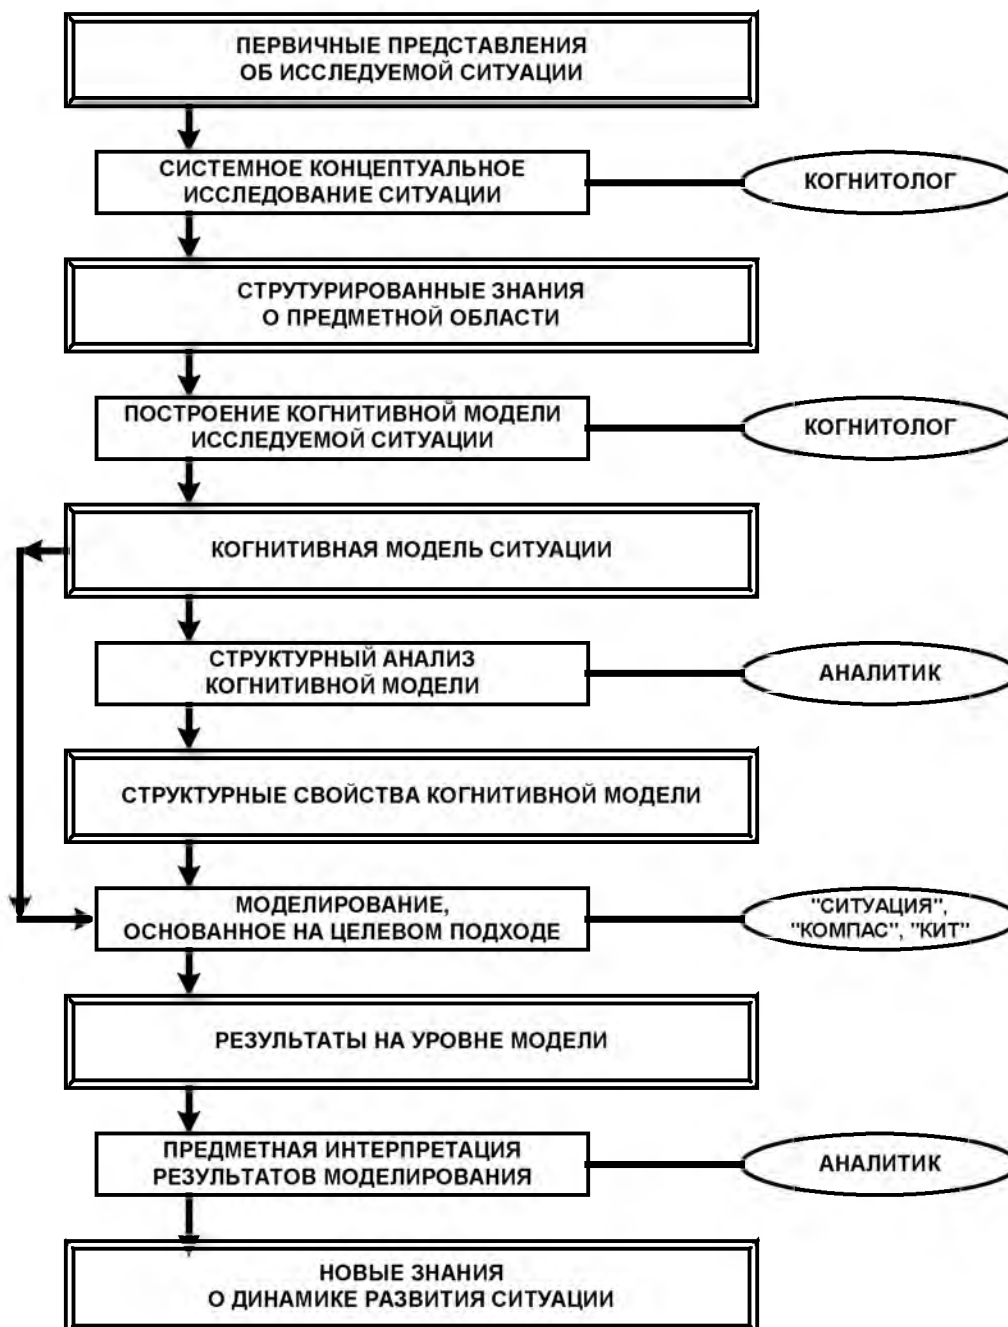 ПЕРВИЧНЫЕ ПРЕДСТАВЛЕНИЯ
ОБ ИССЛЕДУЕМОЙ СИТУАЦИИ
СИСТЕМНОЕ КОНЦЕПТУАЛЬНОЕ
ИССЛЕДОВАНИЕ СИТУАЦИИ
КОГНИТОЛОГ
СТРУТУРИРОВАННЫЕ ЗНАНИЯ
О ПРЕДМЕТНОЙ ОБЛАСТИ
ПОСТРОЕНИЕ КОГНИТИВНОЙ МОДЕЛИ
ИССЛЕДУЕМОЙ СИТУАЦИИ
КОГНИТОЛОГ
КОГНИТИВНАЯ МОДЕЛЬ СИТУАЦИИ
СТРУКТУРНЫЙ АНАЛИЗ
КОГНИТИВНОЙ МОДЕЛИ
АНАЛИТИК
СТРУКТУРНЫЕ СВОЙСТВА КОГНИТИВНОЙ МОДЕЛИ
МОДЕЛИРОВАНИЕ,
ОСНОВАННОЕ НА ЦЕЛЕВОМ ПОДХОДЕ
"СИТУАЦИЯ",
"КОМПАС", "КИТ"
РЕЗУЛЬТАТЫ НА УРОВНЕ МОДЕЛИ
ПРЕДМЕТНАЯ ИНТЕРПРЕТАЦИЯ
РЕЗУЛЬТАТОВ МОДЕЛИРОВАНИЯ
АНАЛИТИК
НОВЫЕ ЗНАНИЯ
О ДИНАМИКЕ РАЗВИТИЯ СИТУАЦИИ